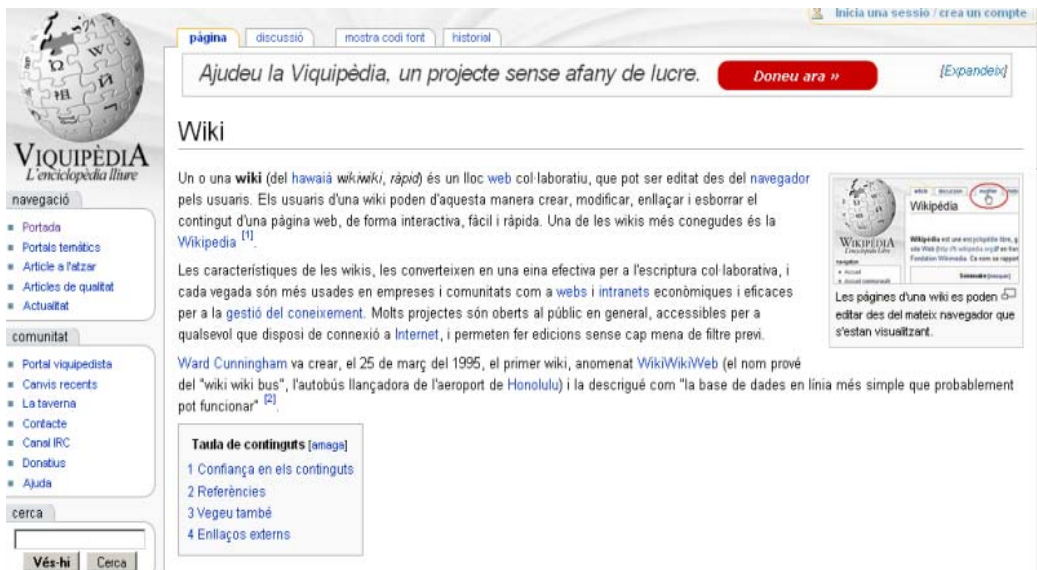 Inicia una sessió / crea un compte
pàgina discussió mostra codi font historial
Ajudeu la Viquipèdia, un projecte sense afany de lucre. Doneu ara » [Expandeix]
VIQUIPÈDIA
L'enciclopèdia lliure
navegació
Portada
Portals temàtics
Article a l'atzar
Articles de qualitat
Actualitat
comunitat
Portal viquipedista
Canvis recents
La taverna
Contacte
Canal IRC
Donatius
Ajuda
cerca
Vés-hi Cerca
Wiki
Un o una wiki (del hawaià wikiwiki, ràpid) és un lloc web col·laboratiu, que pot ser editat des del navegador
pels usuaris. Els usuaris d'una wiki poden d'aquesta manera crear, modificar, enllaçar i esborrar el
contingut d'una pàgina web, de forma interactiva, fàcil i ràpida. Una de les wikis més conegudes és la
Wikipedia [1].
Les característiques de les wikis, les converteixen en una eina efectiva per a l'escriptura col·laborativa, i
cada vegada són més usades en empreses i comunitats com a webs i intranets econòmiques i eficaces
per a la gestió del coneixement. Molts projectes són oberts al públic en general, accessibles per a
qualsevol que disposi de connexió a Internet, i permeten fer edicions sense cap mena de filtre previ.
Ward Cunningham va crear, el 25 de març del 1995, el primer wiki, anomenat WikiWikiWeb (el nom prové
del "wiki wiki bus", l'autobús llançadora de l'aeroport de Honolulu) i la descrigué com "la base de dades en línia més simple que probablement
pot funcionar" [2].
Wikipédia
WIKIPÉDIA
Les pàgines d'una wiki es poden
editar des del mateix navegador que
s'estan visualitzant.
Taula de continguts [amaga]
1 Confiança en els continguts
2 Referències
3 Vegeu també
4 Enllaços externs